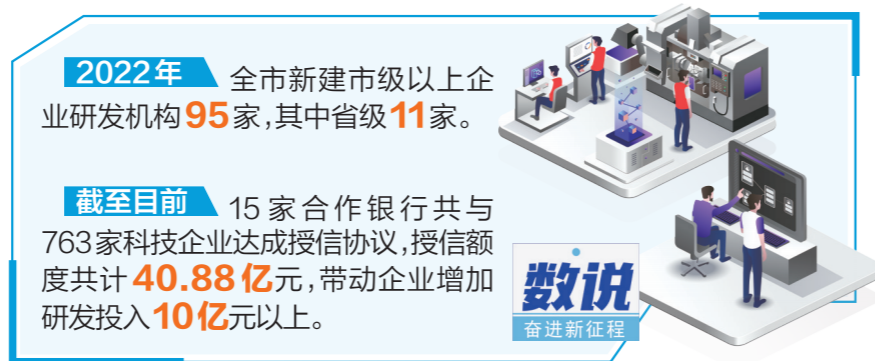 2022年 全市新建市级以上企
业研发机构95家,其中省级11家。
截至目前 15家合作银行共与
763家科技企业达成授信协议,授信额
度共计40.88亿元,带动企业增加
研发投入10亿元以上。
数说
奋进新征程